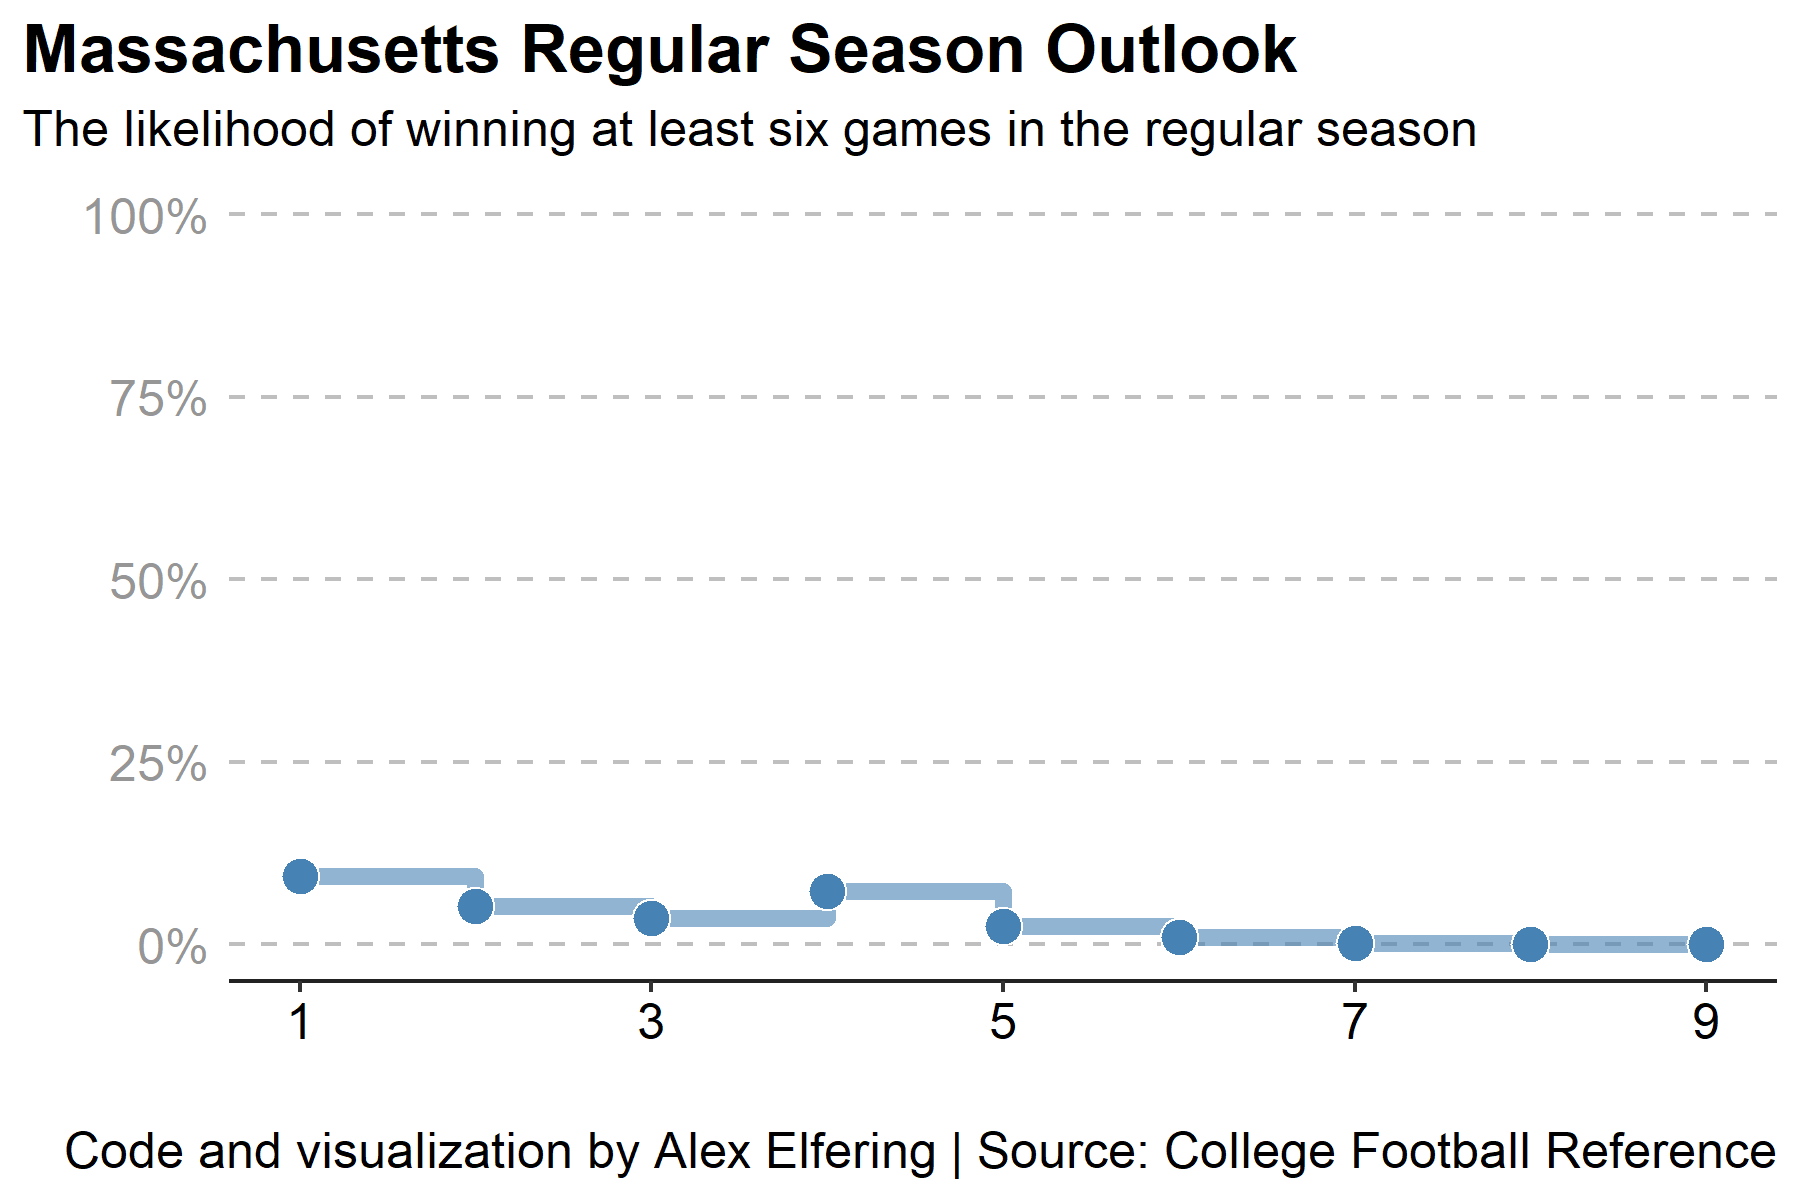 Massachusetts Regular Season Outlook
The likelihood of winning at least six games in the regular season
100%
75%
50%
25%
0%
1 3 5 7 9
Code and visualization by Alex Elfering | Source: College Football Reference